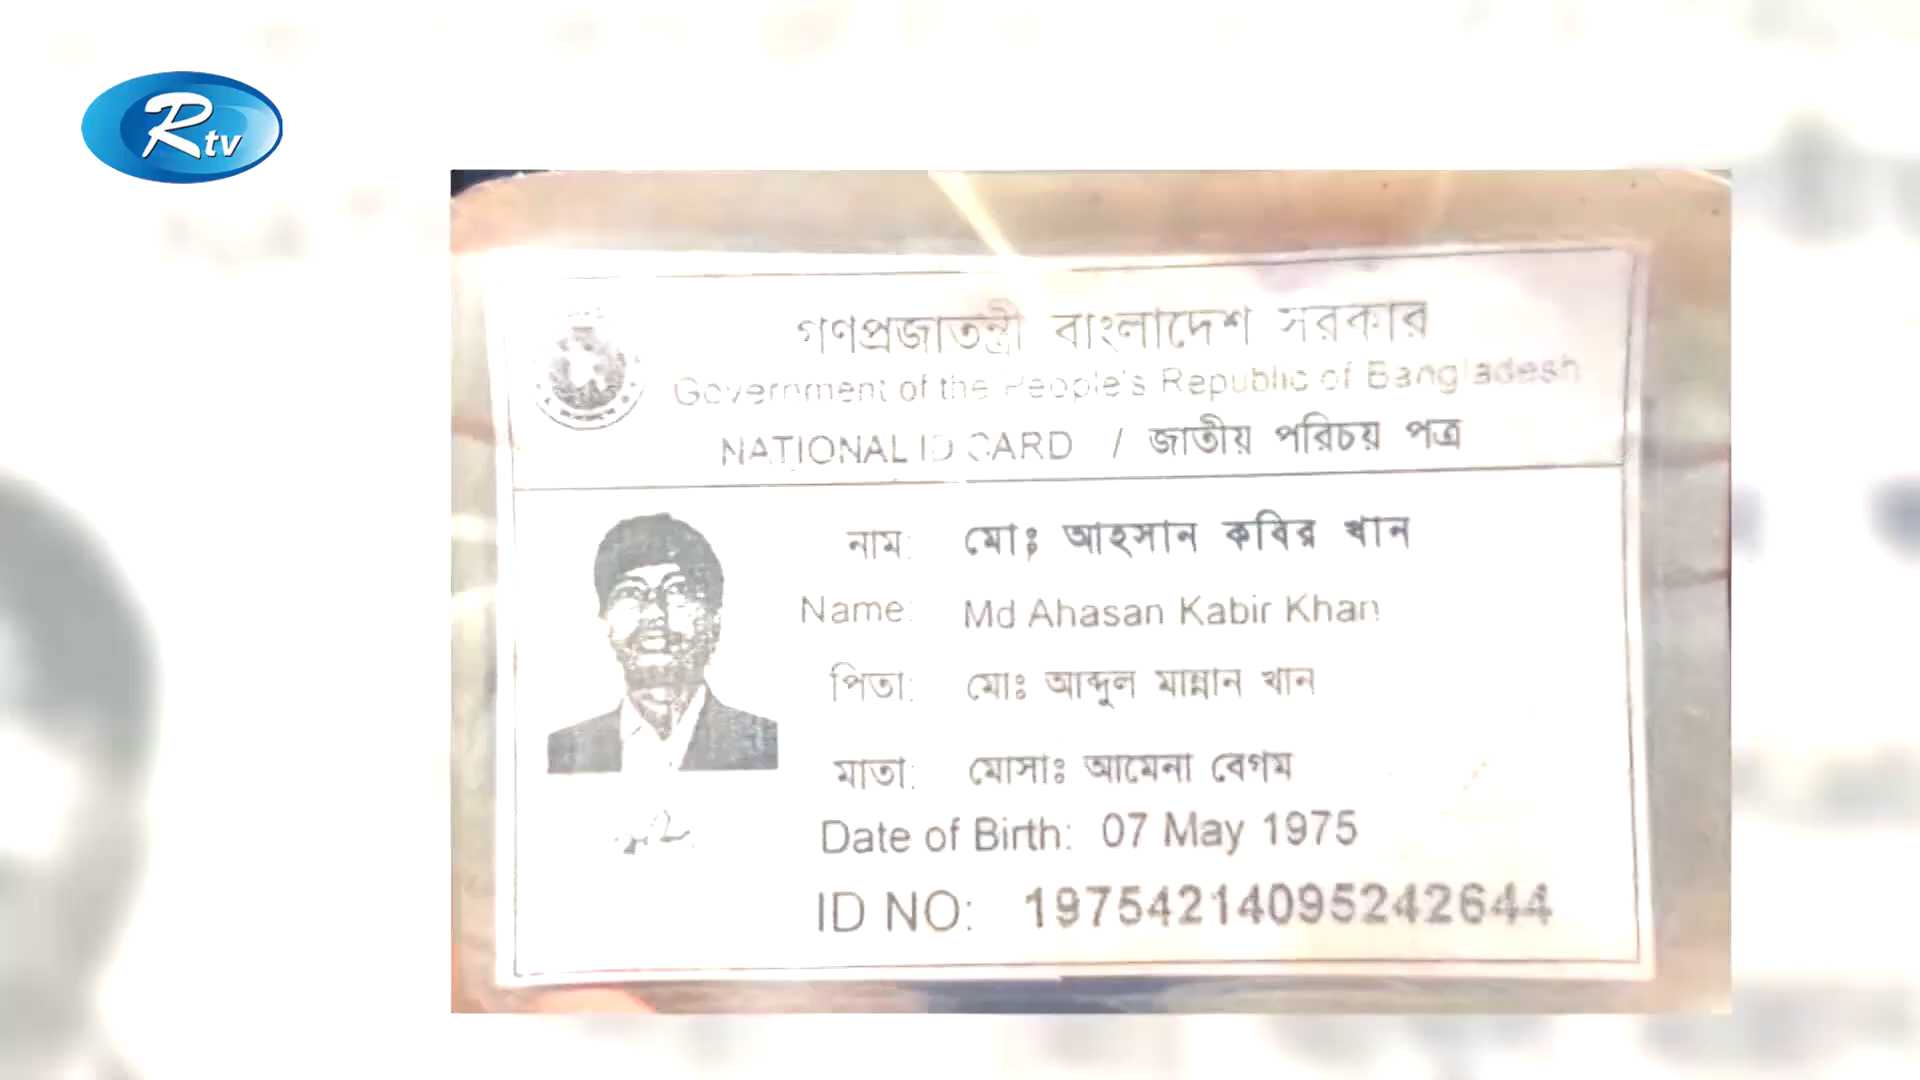 Rtv
গণপ্রজাতন্ত্রী বাংলাদেশ সরকার
Government of the People's Republic of Bangladesh
NATIONAL ID CARD / জাতীয় পরিচয় পত্র
নাম: মোঃ আহসান কবির খান
Name: Md Ahasan Kabir Khan
পিতা: মোঃ আব্দুল মান্নান খান
মাতা: মোসাঃ আমেনা বেগম
Date of Birth: 07 May 1975
ID NO: 19754214095242644